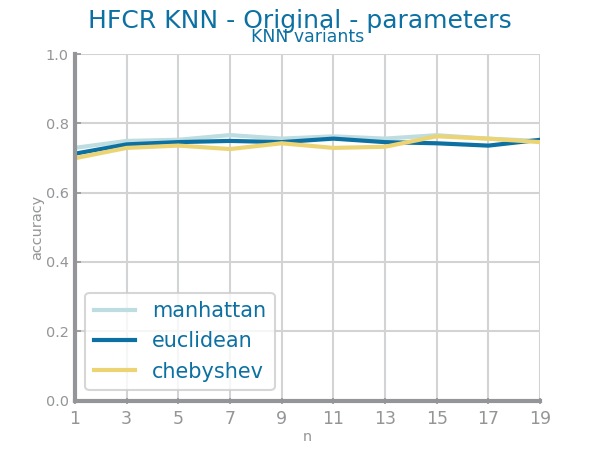 HFCR KNN - Original - parameters
KNN variants
1.0
0.8
0.6
0.4
0.2
0.0
accuracy
manhattan
euclidean
chebyshev
1 3 5 7 9 11 13 15 17 19
n